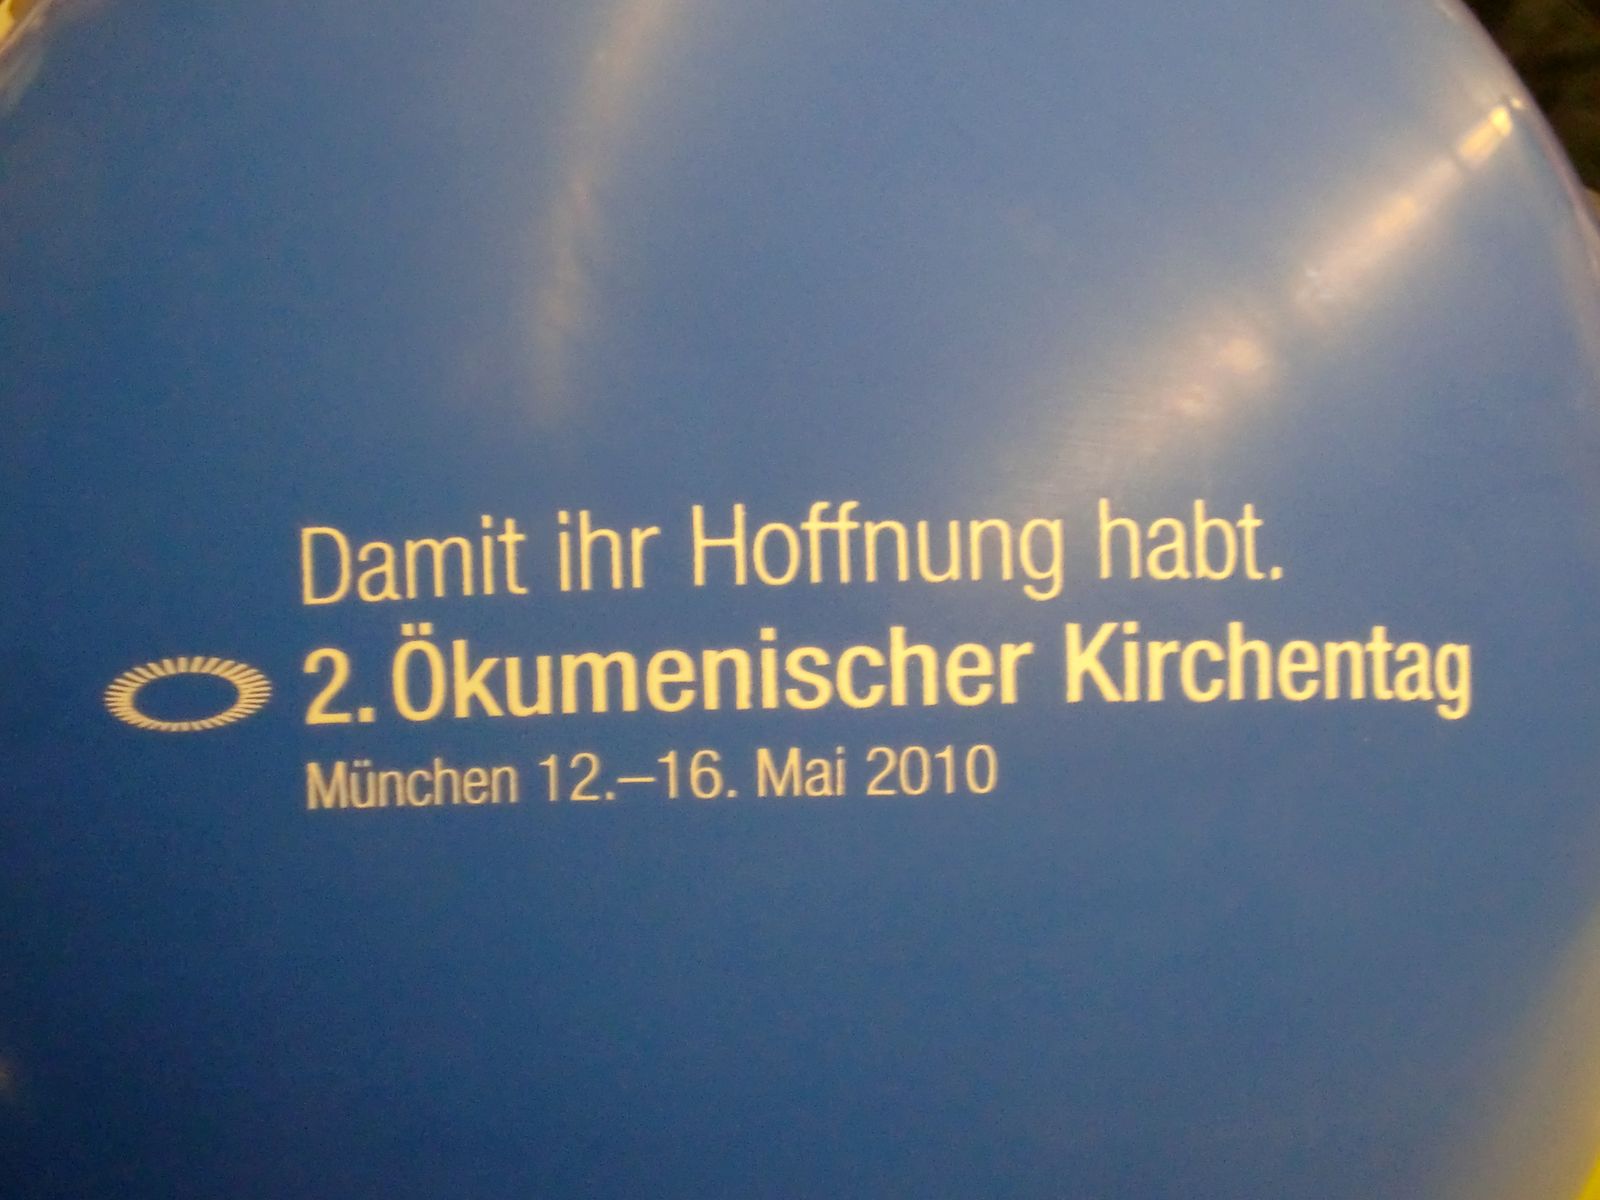 Damit ihr Hoffnung habt.
2. Ökumenischer Kirchentag
München 12.–16. Mai 2010